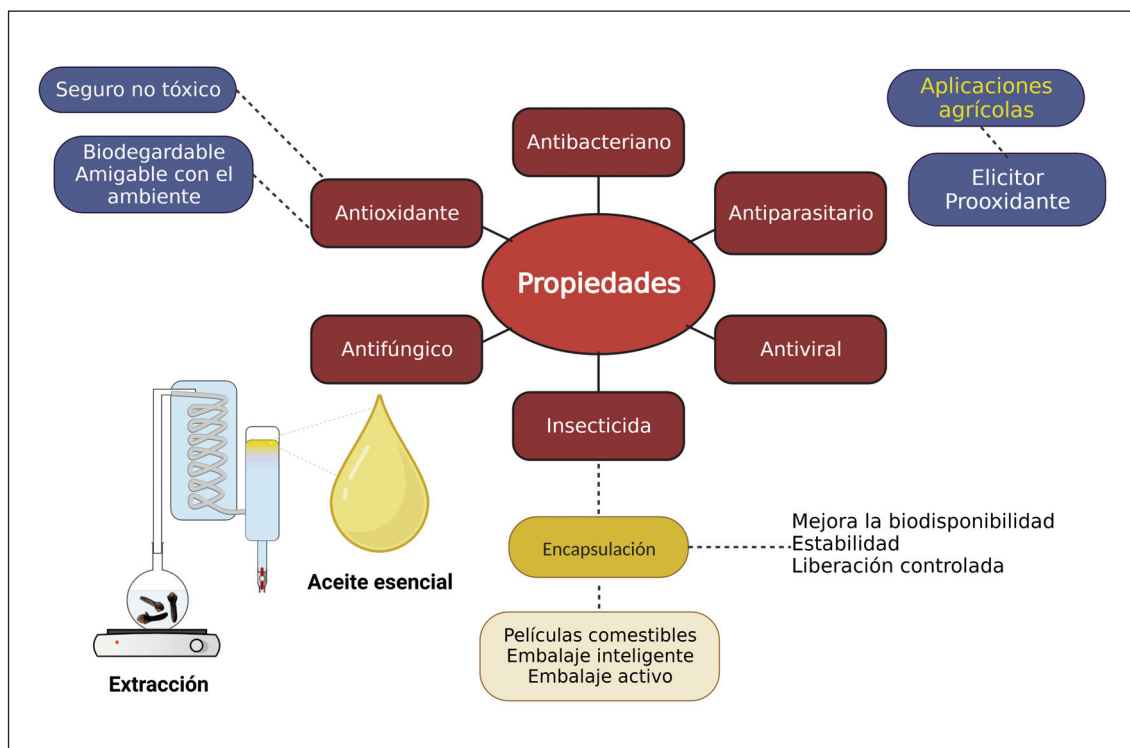 Seguro no tóxico
Biodegardable
Amigable con el
ambiente
Aplicaciones
agrícolas
Elicitor
Prooxidante
Antibacteriano
Antioxidante
Antiparasitario
Propiedades
Antifúngico
Antiviral
Insecticida
Encapsulación
Mejora la biodisponibilidad
Estabilidad
Liberación controlada
Películas comestibles
Embalaje inteligente
Embalaje activo
Aceite esencial
Extracción